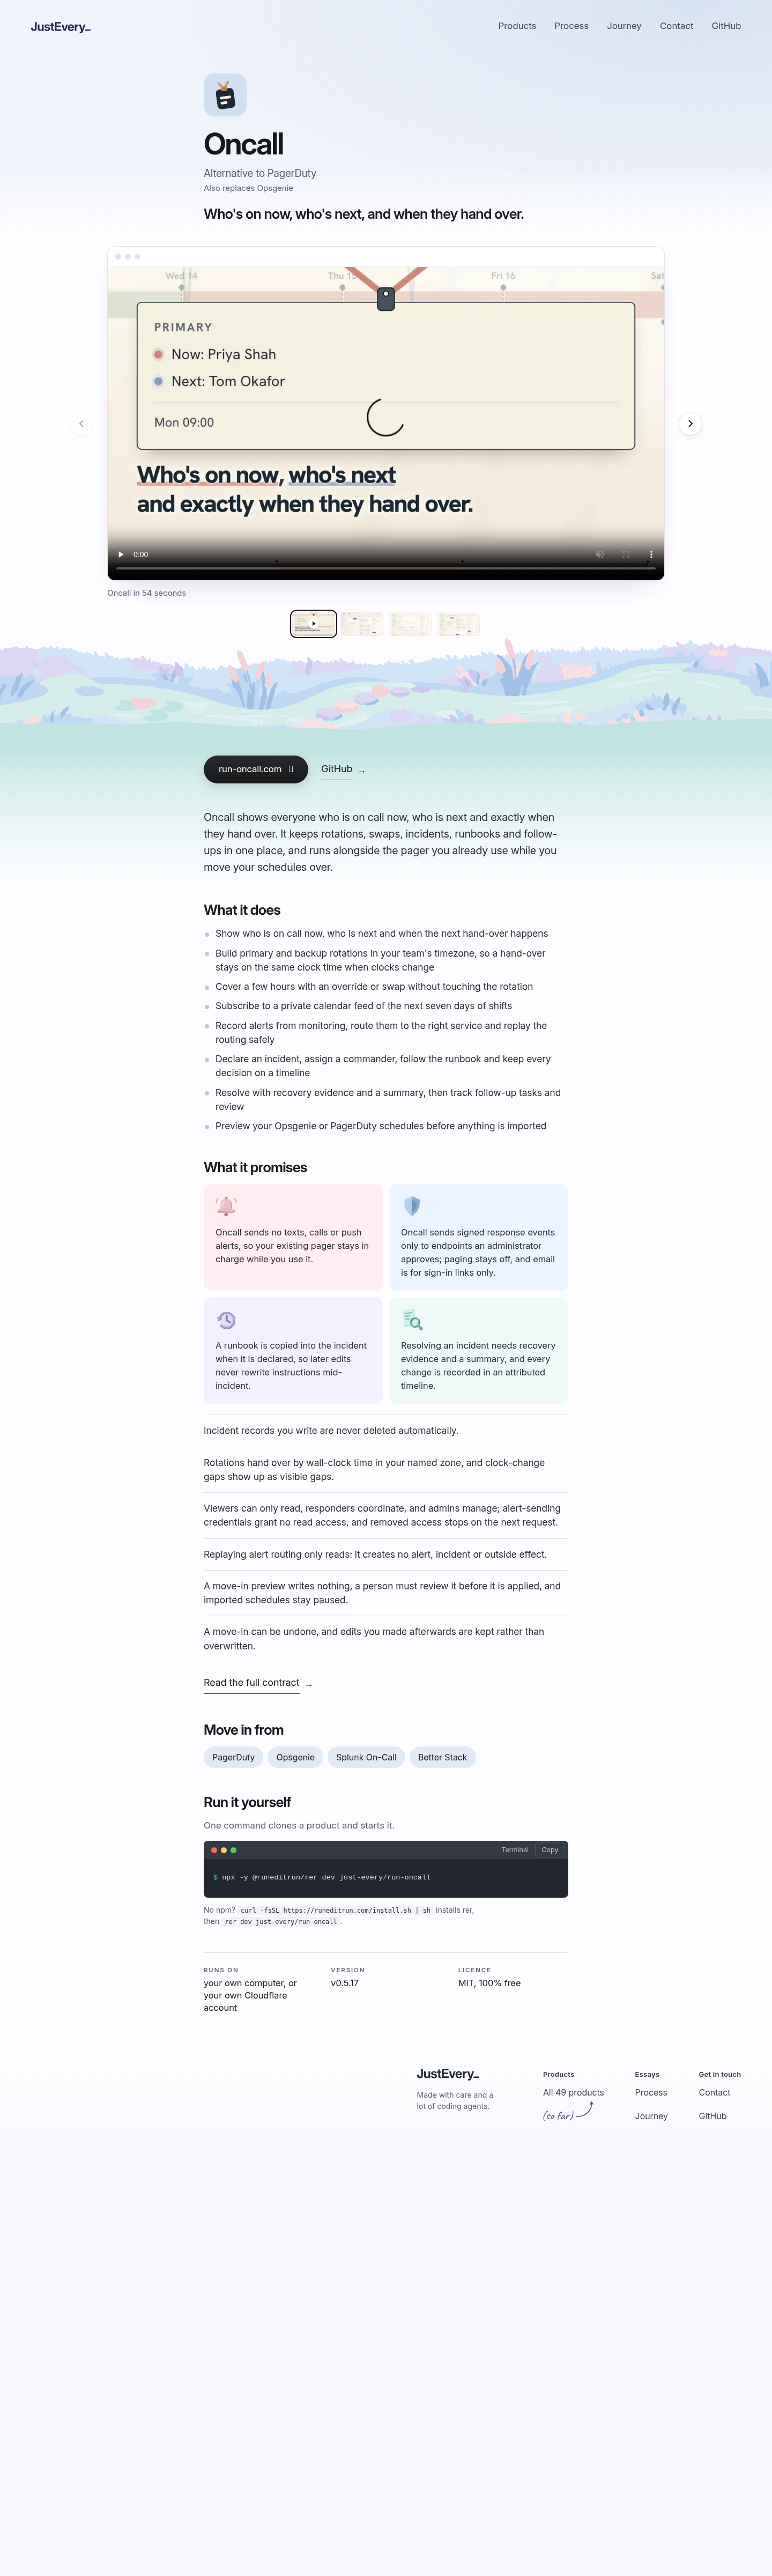 JustEvery_
Products Process Journey Contact GitHub
Oncall
Alternative to PagerDuty
Also replaces Opsgenie
Who's on now, who's next, and when they hand over.
Wed 14 Thu 15 Fri 16 Sat
PRIMARY
Now: Priya Shah
Next: Tom Okafor
Mon 09:00
Who's on now, who's next
and exactly when they hand over.
0:00
Oncall in 54 seconds
run-oncall.com
GitHub →
Oncall shows everyone who is on call now, who is next and exactly when
they hand over. It keeps rotations, swaps, incidents, runbooks and follow-
ups in one place, and runs alongside the pager you already use while you
move your schedules over.
What it does
Show who is on call now, who is next and when the next hand-over happens
Build primary and backup rotations in your team's timezone, so a hand-over
stays on the same clock time when clocks change
Cover a few hours with an override or swap without touching the rotation
Subscribe to a private calendar feed of the next seven days of shifts
Record alerts from monitoring, route them to the right service and replay the
routing safely
Declare an incident, assign a commander, follow the runbook and keep every
decision on a timeline
Resolve with recovery evidence and a summary, then track follow-up tasks and
review
Preview your Opsgenie or PagerDuty schedules before anything is imported
What it promises
Oncall sends no texts, calls or push
alerts, so your existing pager stays in
charge while you use it.
Oncall sends signed response events
only to endpoints an administrator
approves; paging stays off, and email
is for sign-in links only.
A runbook is copied into the incident
when it is declared, so later edits
never rewrite instructions mid-
incident.
Resolving an incident needs recovery
evidence and a summary, and every
change is recorded in an attributed
timeline.
Incident records you write are never deleted automatically.
Rotations hand over by wall-clock time in your named zone, and clock-change
gaps show up as visible gaps.
Viewers can only read, responders coordinate, and admins manage; alert-sending
credentials grant no read access, and removed access stops on the next request.
Replaying alert routing only reads: it creates no alert, incident or outside effect.
A move-in preview writes nothing, a person must review it before it is applied, and
imported schedules stay paused.
A move-in can be undone, and edits you made afterwards are kept rather than
overwritten.
Read the full contract →
Move in from
PagerDuty Opsgenie Splunk On-Call Better Stack
Run it yourself
One command clones a product and starts it.
Terminal Copy
$ npx -y @runeditrun/rer dev just-every/run-oncall
No npm? curl -fsSL https://runeditrun.com/install.sh | sh installs rer,
then rer dev just-every/run-oncall.
RUNS ON
your own computer, or
your own Cloudflare
account
VERSION
v0.5.17
LICENCE
MIT, 100% free
JustEvery_
Made with care and a
lot of coding agents.
Products
All 49 products
(so far)
Essays
Process
Journey
Get in touch
Contact
GitHub